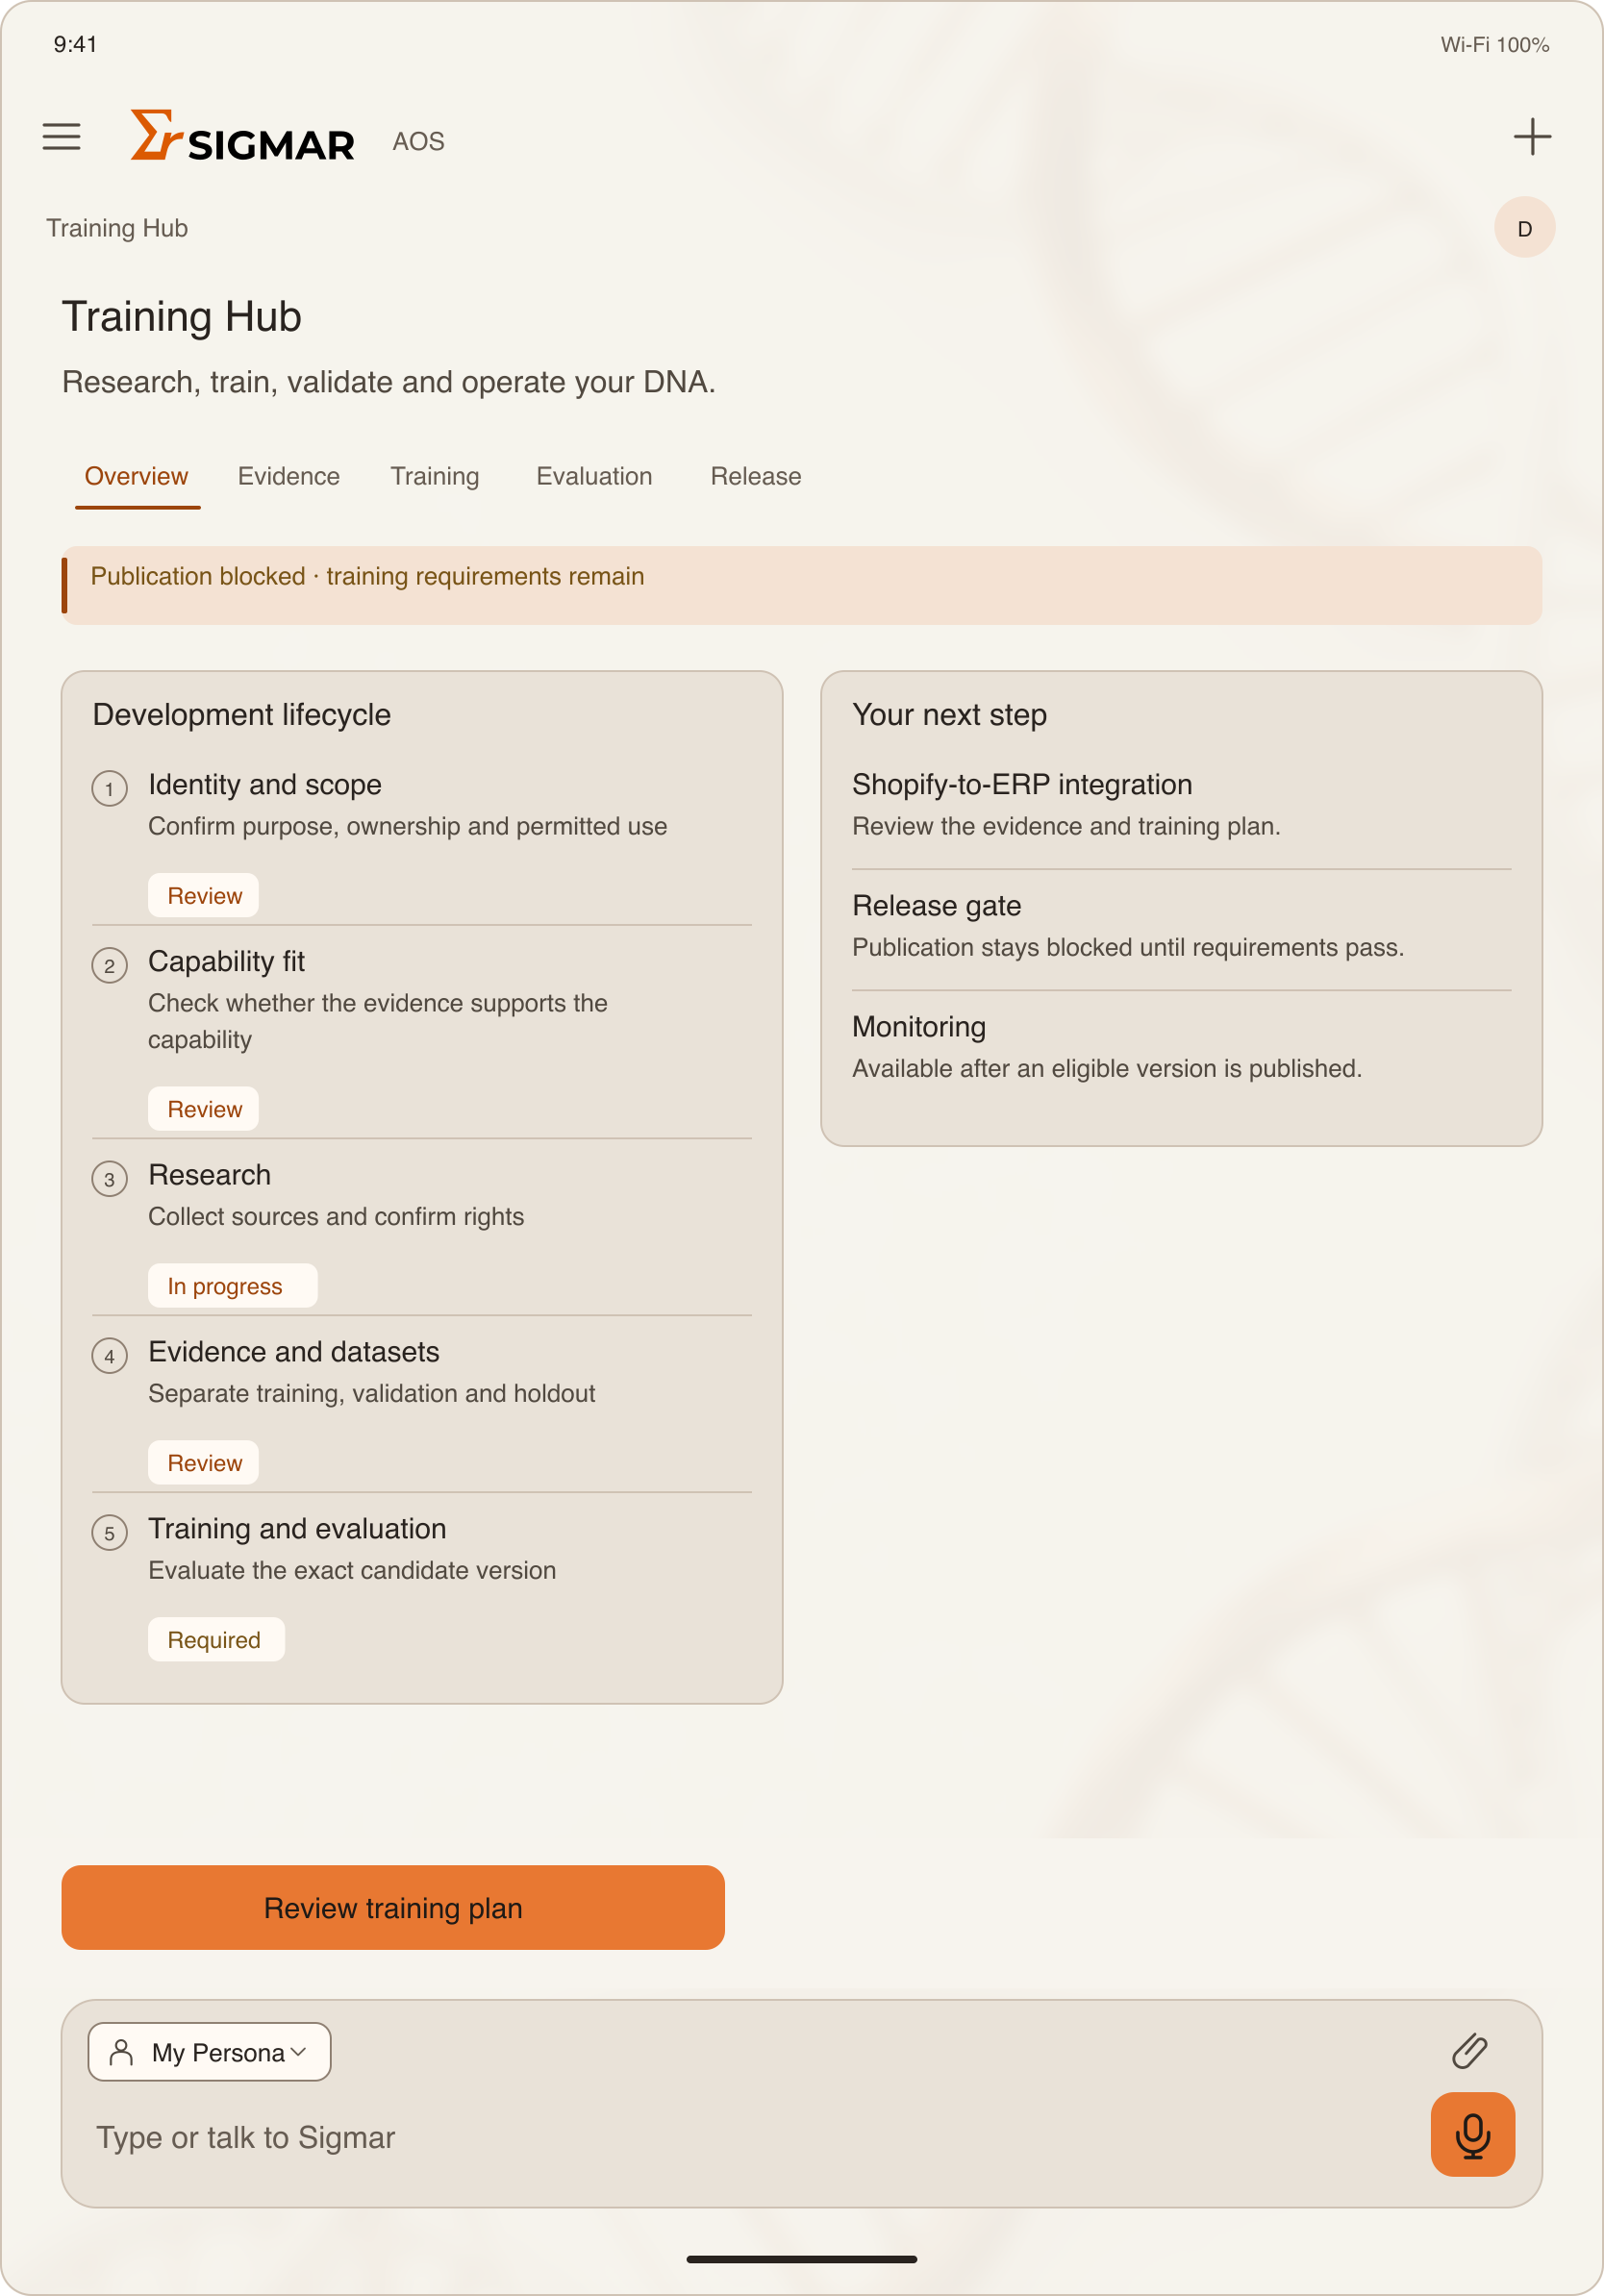 9:41
Wi-Fi 100%
Σr SIGMAR AOS
Training Hub
D
Training Hub
Research, train, validate and operate your DNA.
Overview Evidence Training Evaluation Release
Publication blocked · training requirements remain
Development lifecycle
1 Identity and scope
Confirm purpose, ownership and permitted use
Review
2 Capability fit
Check whether the evidence supports the
capability
Review
3 Research
Collect sources and confirm rights
In progress
4 Evidence and datasets
Separate training, validation and holdout
Review
5 Training and evaluation
Evaluate the exact candidate version
Required
Your next step
Shopify-to-ERP integration
Review the evidence and training plan.
Release gate
Publication stays blocked until requirements pass.
Monitoring
Available after an eligible version is published.
Review training plan
My Persona
Type or talk to Sigmar